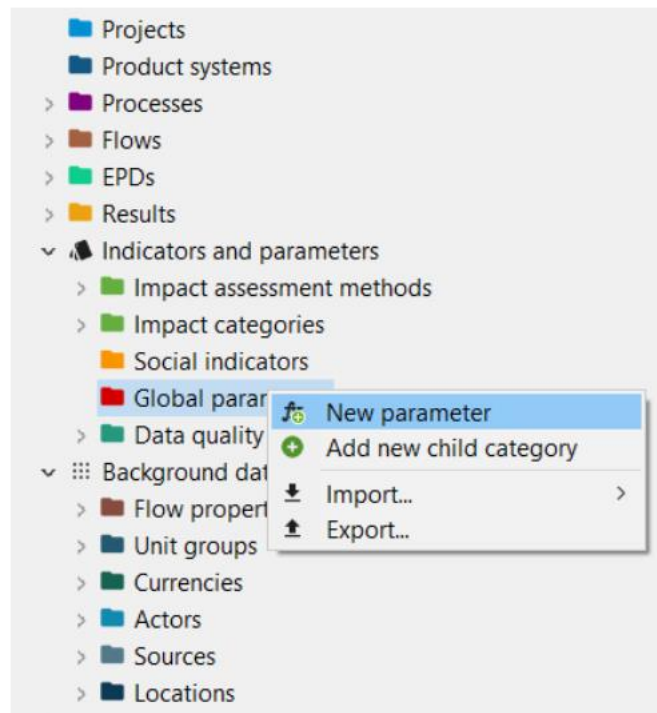 Projects
Product systems
Processes
Flows
EPDs
Results
Indicators and parameters
Impact assessment methods
Impact categories
Social indicators
Global parar
New parameter
Data quality
Add new child category
Background dat
Import...
Flow propert
Export...
Unit groups
Currencies
Actors
Sources
Locations